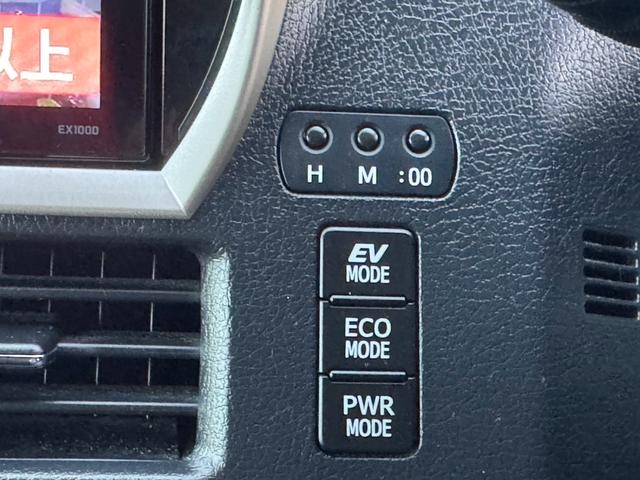 以上
EX1000
H M :00
EV
MODE
ECO
MODE
PWR
MODE